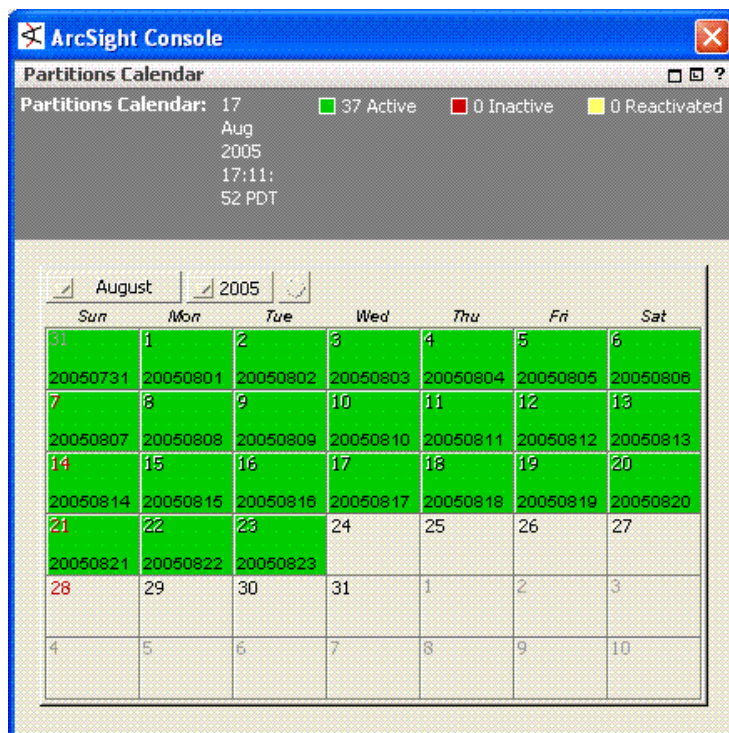 ArcSight Console
Partitions Calendar
?
Partitions Calendar: 17 37 Active 0 Inactive 0 Reactivated
Aug
2005
17:11:
52 PDT
August 2005
Sun Mon Tue Wed Thu Fri Sat
31 1 2 3 4 5 6
20050731 20050801 20050802 20050803 20050804 20050805 20050806
7 8 9 10 11 12 13
20050807 20050808 20050809 20050810 20050811 20050812 20050813
14 15 16 17 18 19 20
20050814 20050815 20050816 20050817 20050818 20050819 20050820
21 22 23 24 25 26 27
20050821 20050822 20050823
28 29 30 31 1 2 3
4 5 6 7 8 9 10